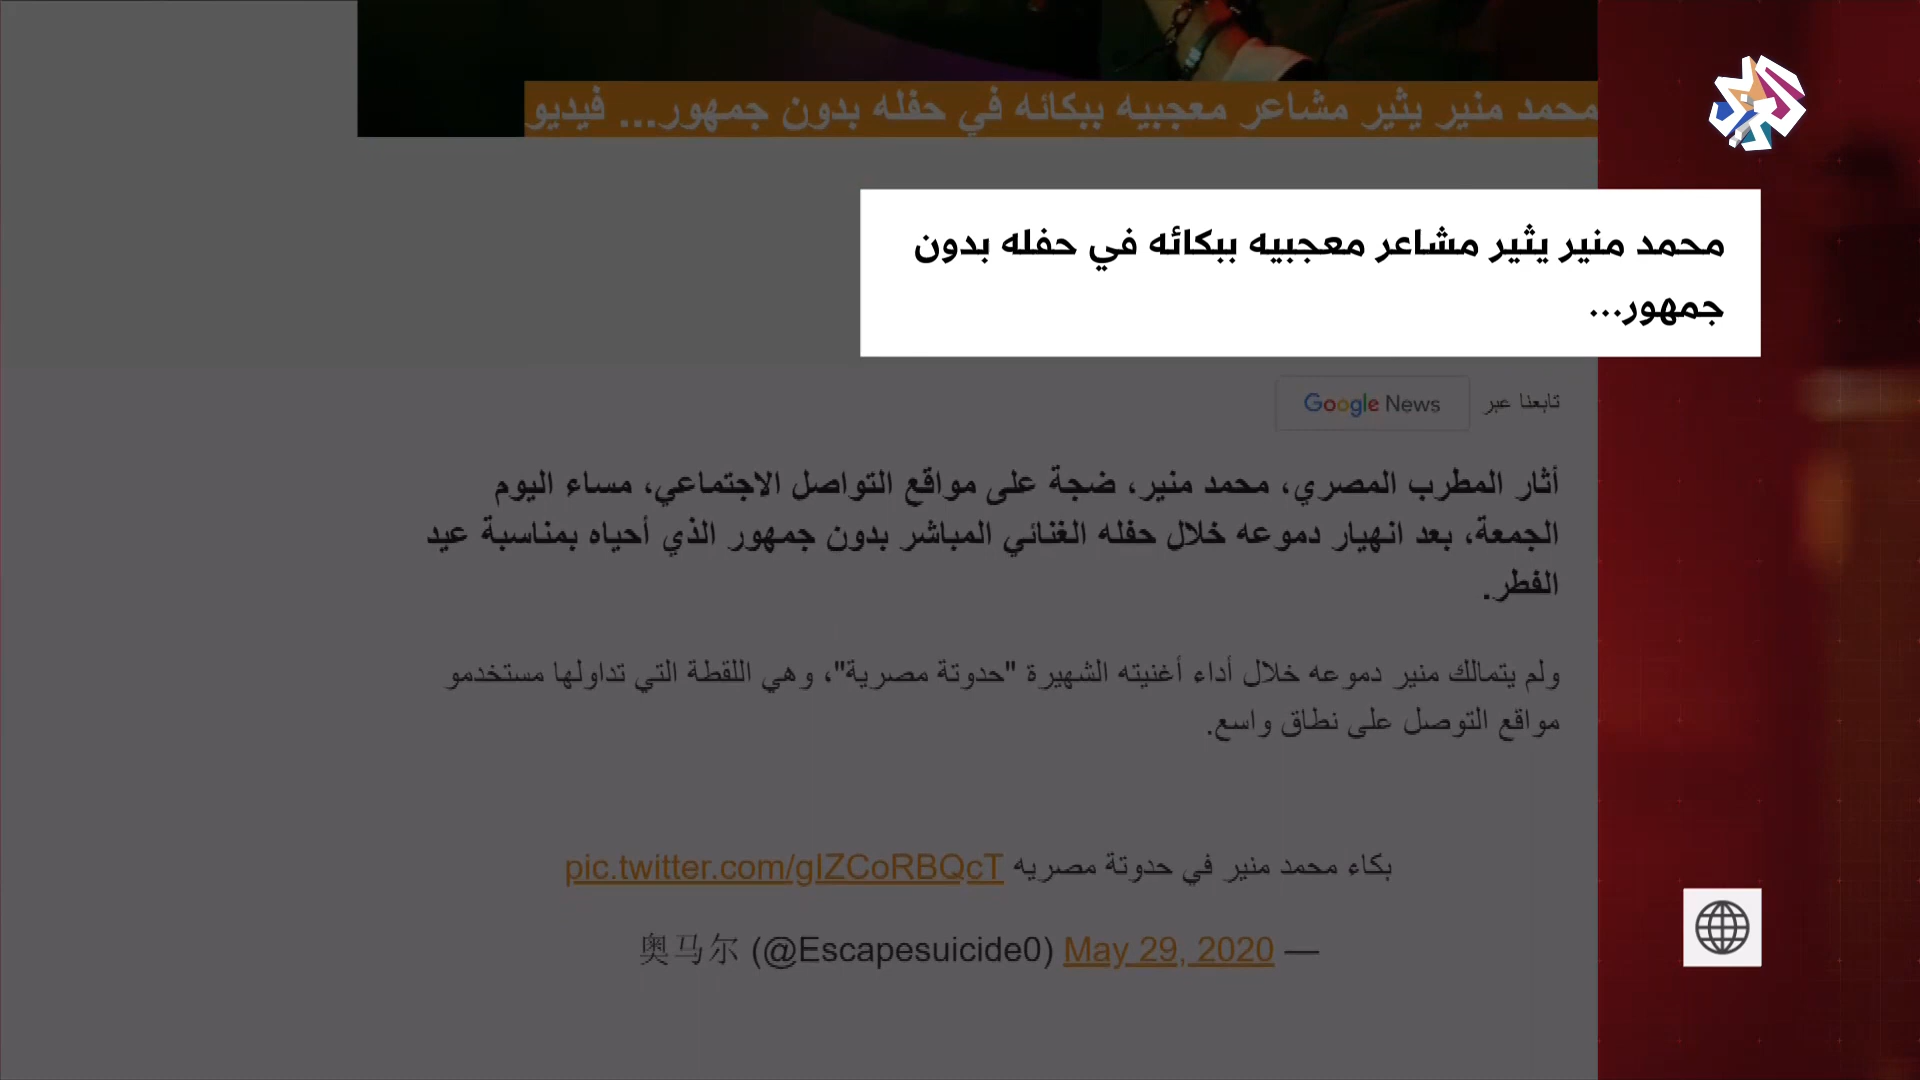 محمد منير يثير مشاعر معجبيه ببكائه في حفله بدون جمهور... فيديو
محمد منير يثير مشاعر معجبيه ببكائه في حفله بدون
جمهور...
تابعنا عبر Google News
أثار المطرب المصري، محمد منير، ضجة على مواقع التواصل الاجتماعي، مساء اليوم
الجمعة، بعد انهيار دموعه خلال حفله الغنائي المباشر بدون جمهور الذي أحياه بمناسبة عيد
الفطر.
ولم يتمالك منير دموعه خلال أداء أغنيته الشهيرة "حدوتة مصرية"، وهي اللقطة التي تداولها مستخدمو
مواقع التوصل على نطاق واسع.
بكاء محمد منير في حدوتة مصريه pic.twitter.com/gIZCoRBQcT
— 奥马尔 (@Escapesuicide0) May 29, 2020